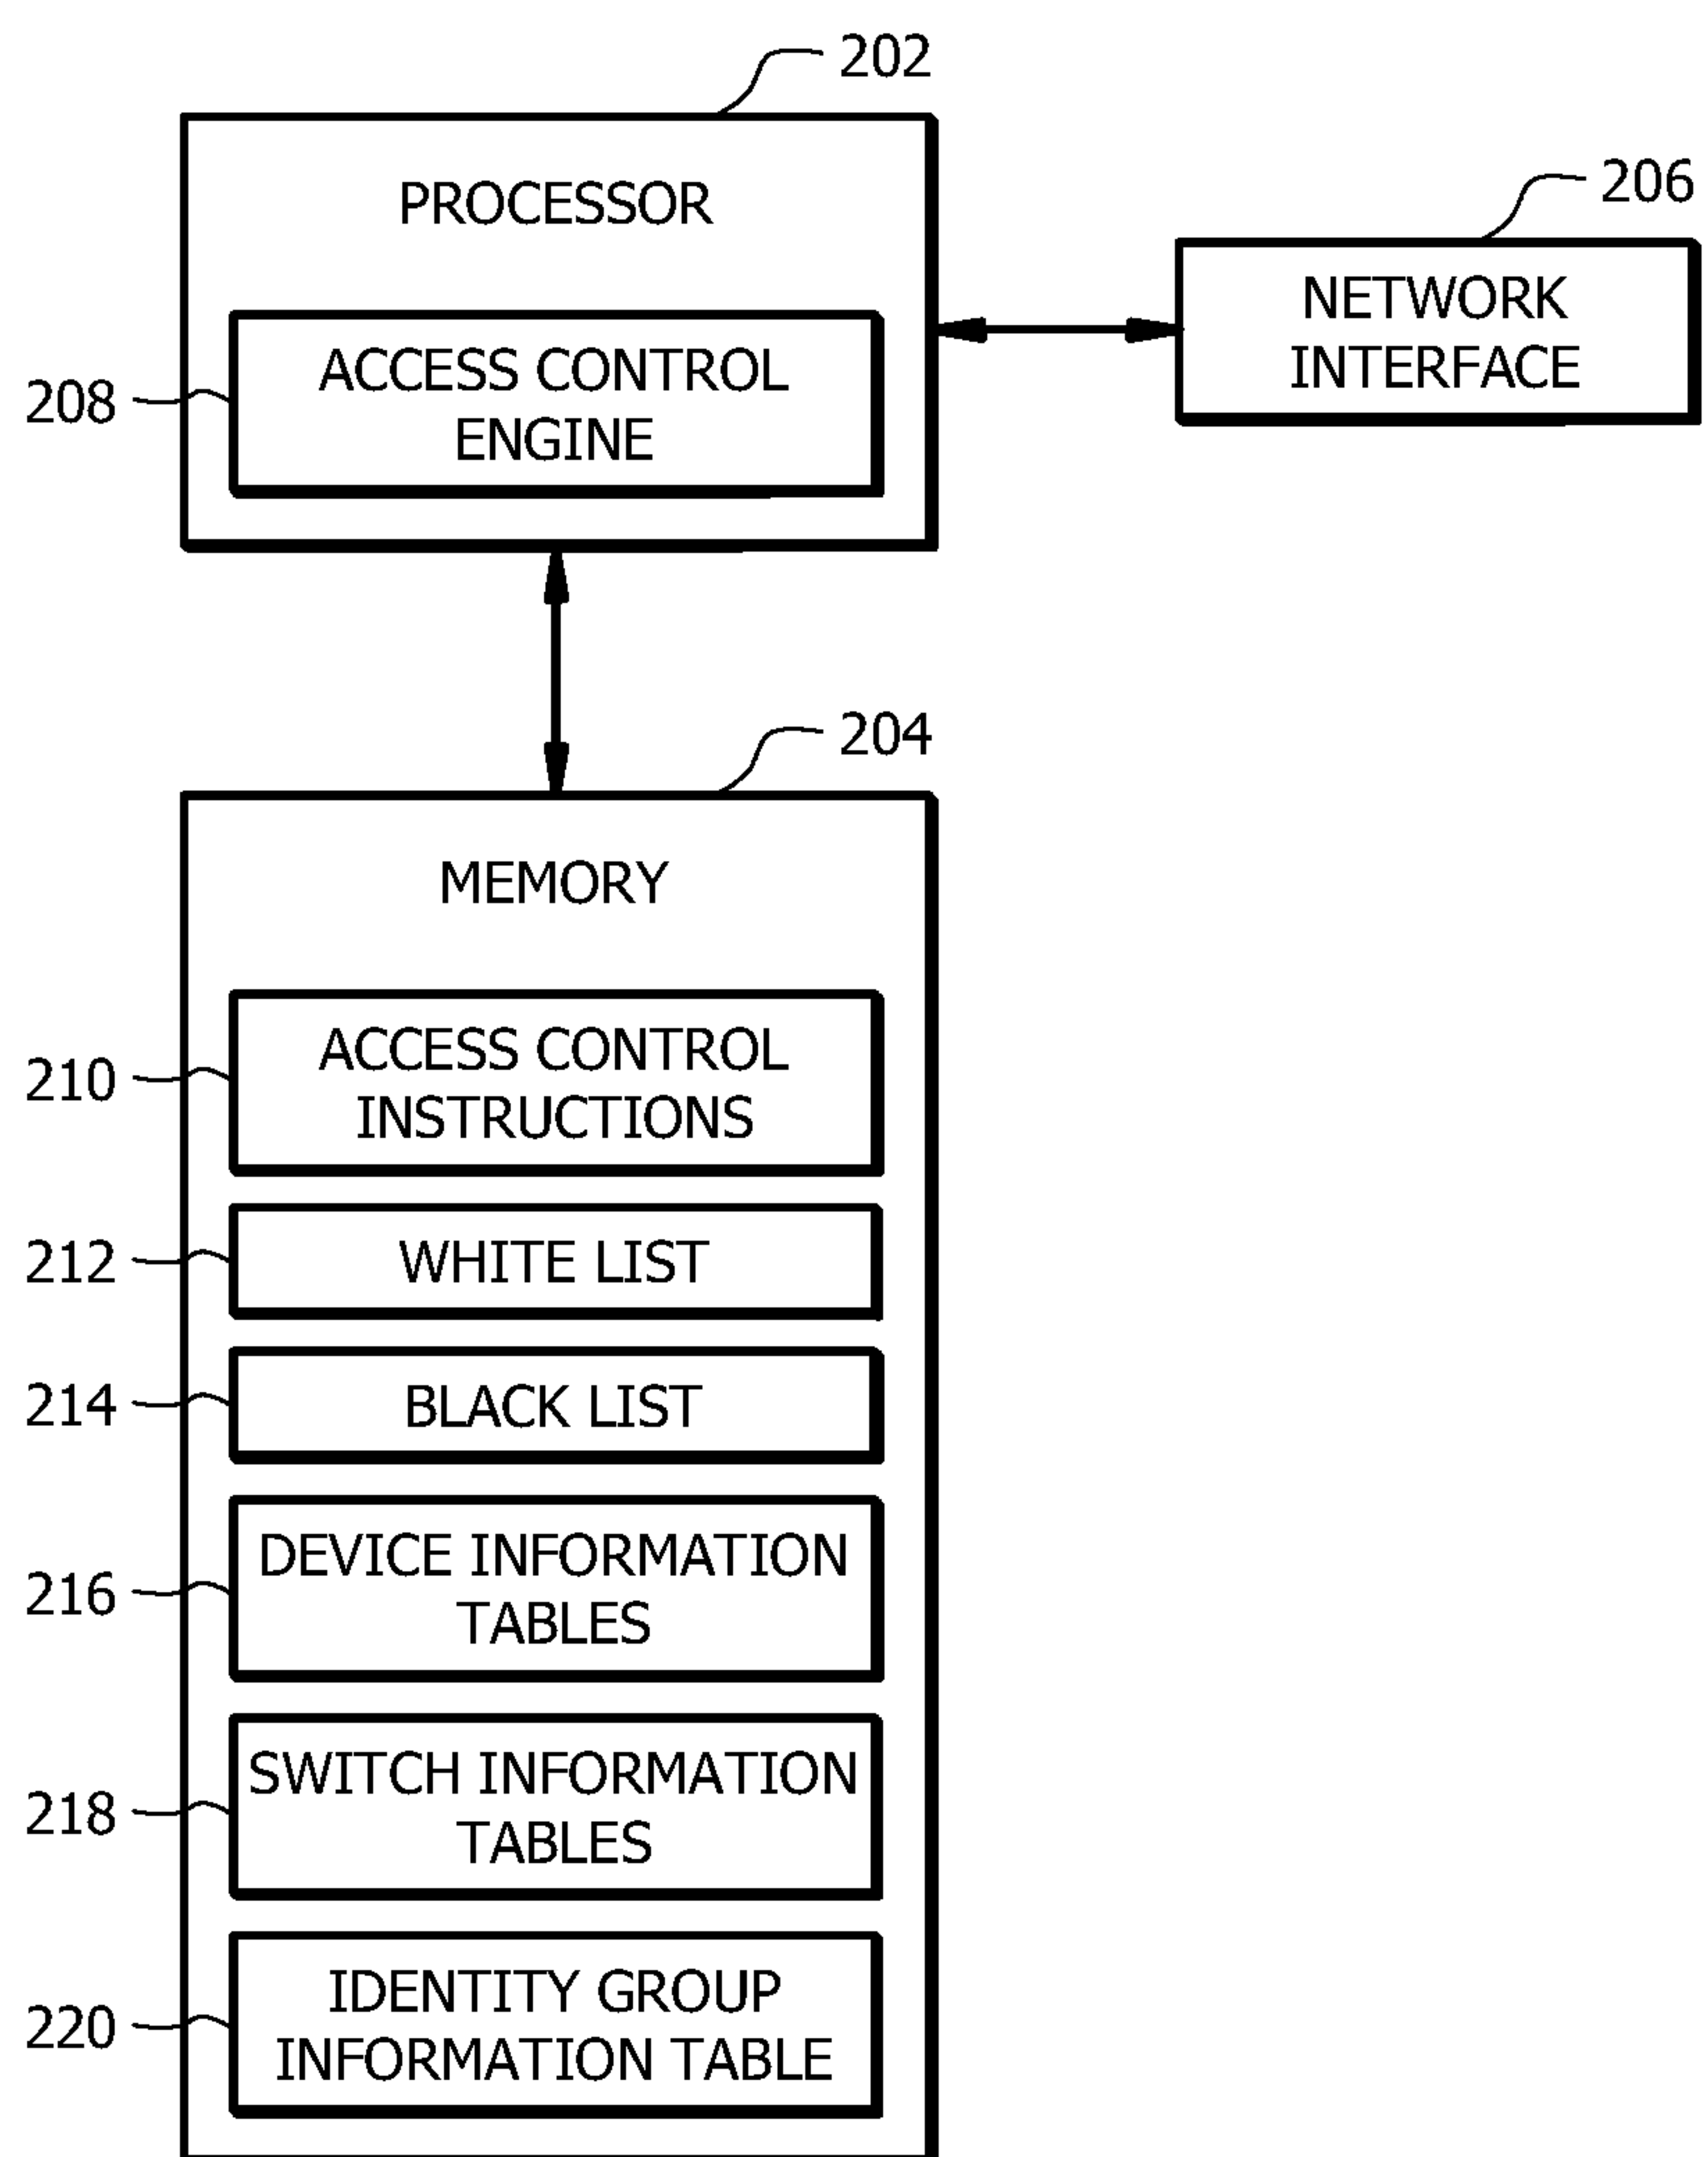 202
PROCESSOR
206
NETWORK
INTERFACE
208
ACCESS CONTROL
ENGINE
204
MEMORY
210
ACCESS CONTROL
INSTRUCTIONS
212
WHITE LIST
214
BLACK LIST
216
DEVICE INFORMATION
TABLES
218
SWITCH INFORMATION
TABLES
220
IDENTITY GROUP
INFORMATION TABLE